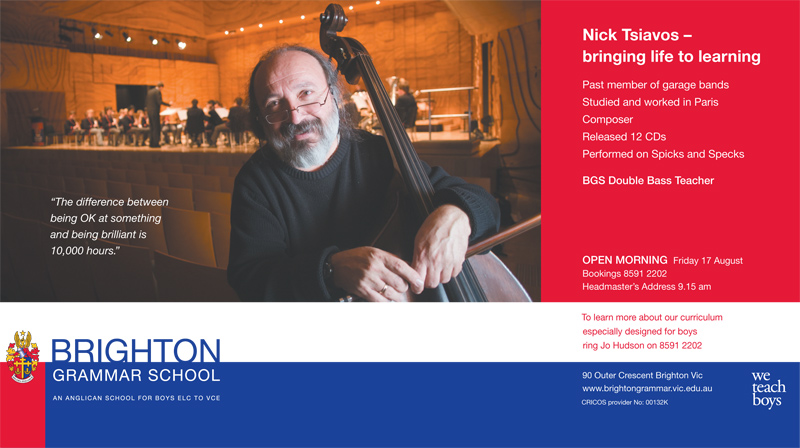 Nick Tsiavos –
bringing life to learning
Past member of garage bands
Studied and worked in Paris
Composer
Released 12 CDs
Performed on Spicks and Specks
BGS Double Bass Teacher
“The difference between
being OK at something
and being brilliant is
10,000 hours.”
OPEN MORNING Friday 17 August
Bookings 8591 2202
Headmaster’s Address 9.15 am
To learn more about our curriculum
especially designed for boys
ring Jo Hudson on 8591 2202
BRIGHTON
GRAMMAR SCHOOL
AN ANGLICAN SCHOOL FOR BOYS ELC TO VCE
90 Outer Crescent Brighton Vic
www.brightongrammar.vic.edu.au
CRICOS provider No: 00132K
we
teach
boys